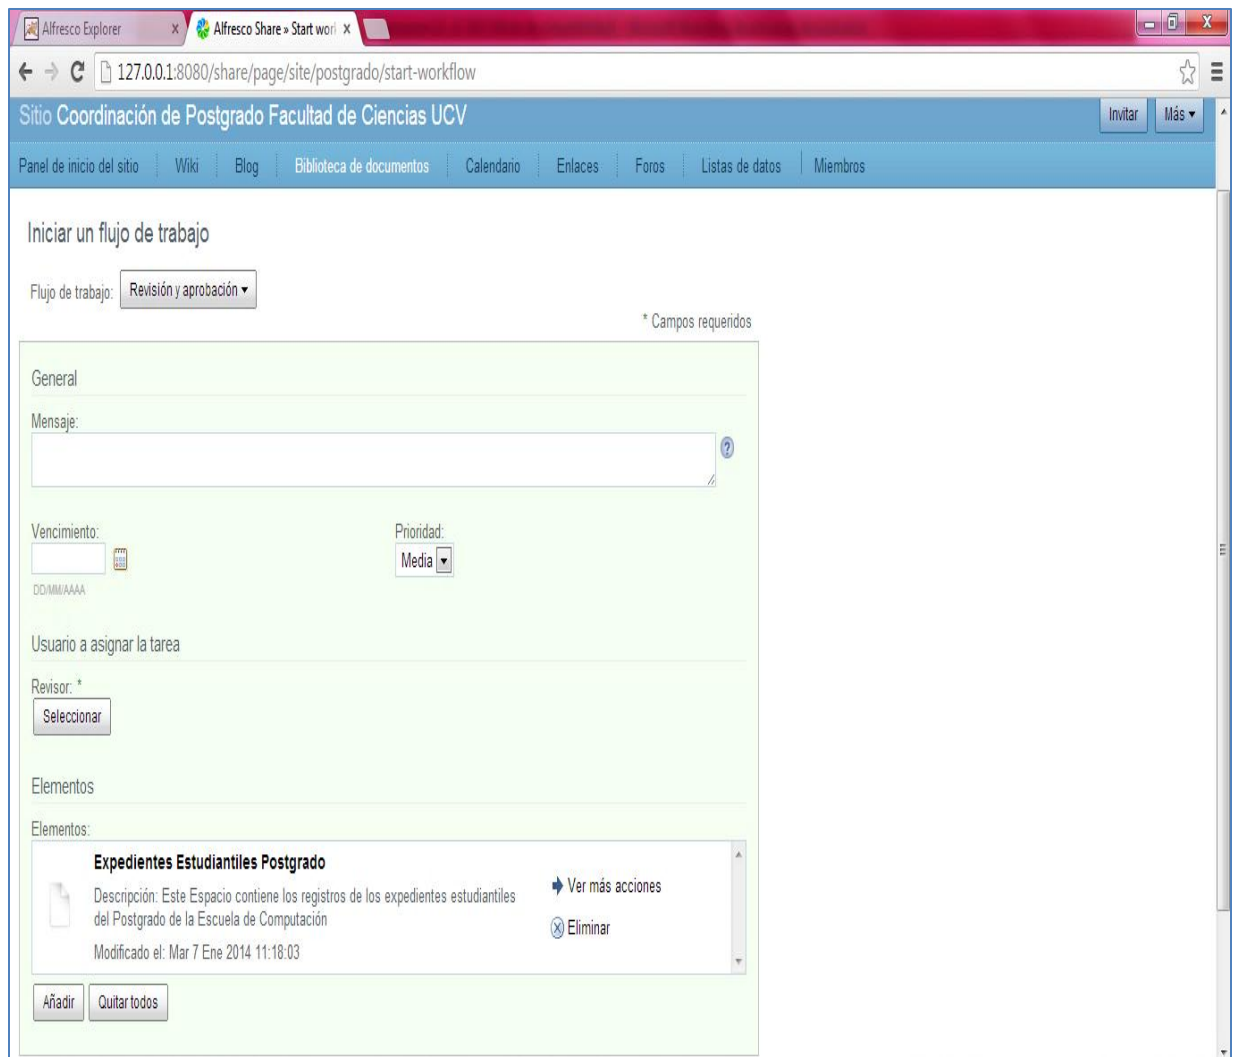 Alfresco Explorer x Alfresco Share » Start wor x
127.0.0.1:8080/share/page/site/postgrado/start-workflow
Sitio Coordinación de Postgrado Facultad de Ciencias UCV Invitar Más
Panel de inicio del sitio Wiki Blog Biblioteca de documentos Calendario Enlaces Foros Listas de datos Miembros
Iniciar un flujo de trabajo
Flujo de trabajo: Revisión y aprobación
* Campos requeridos
General
Mensaje:
?
Vencimiento: Prioridad:
Media
DD/MM/AAAA
Usuario a asignar la tarea
Revisor: *
Seleccionar
Elementos
Elementos:
Expedientes Estudiantiles Postgrado
Descripción: Este Espacio contiene los registros de los expedientes estudiantiles
del Postgrado de la Escuela de Computación
Modificado el: Mar 7 Ene 2014 11:18:03
Ver más acciones
Eliminar
Añadir Quitar todos